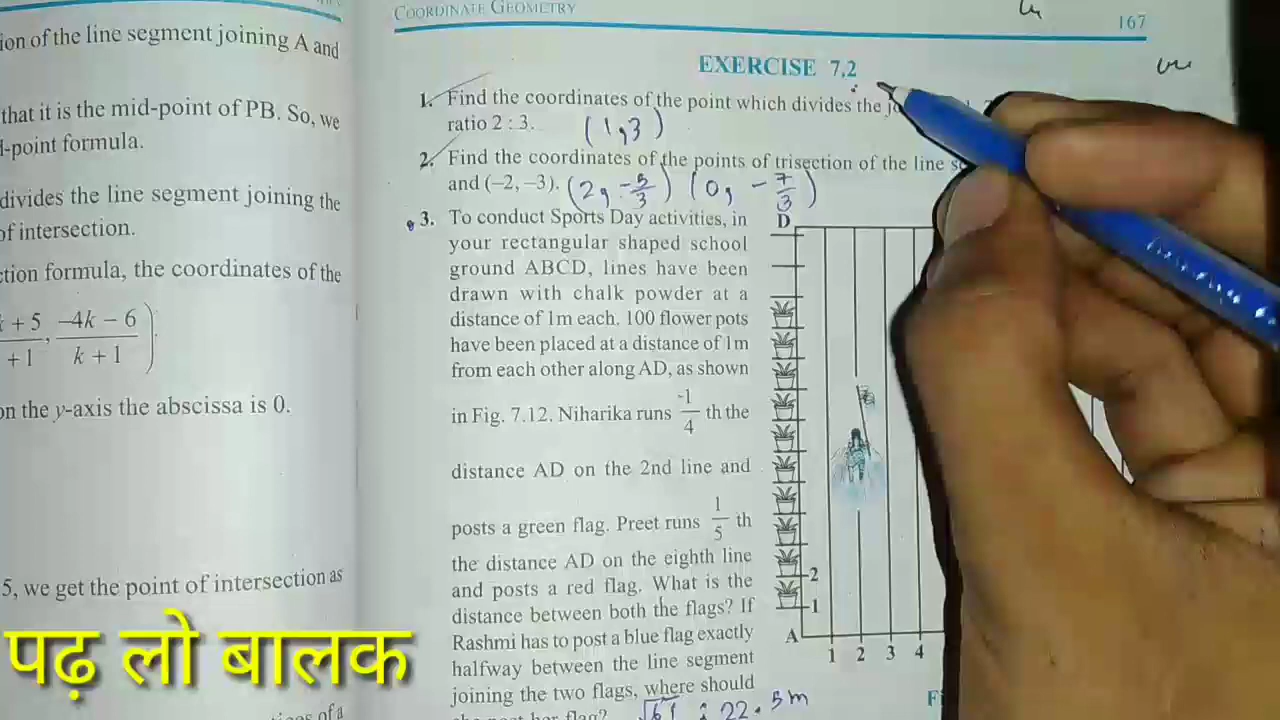 COORDINATE GEOMETRY
167
ion of the line segment joining A and
that it is the mid-point of PB. So, we
-point formula.
divides the line segment joining the
of intersection.
ction formula, the coordinates of the
+ 5 , –4k – 6
+ 1 k + 1
on the y-axis the abscissa is 0.
5, we get the point of intersection as
पढ़ लो बालक
EXERCISE 7.2
1. Find the coordinates of the point which divides the
ratio 2 : 3. (1, 3)
2. Find the coordinates of the points of trisection of the line
and (–2, –3). (2, -5/3) (0, -7/3)
3. To conduct Sports Day activities, in
your rectangular shaped school
ground ABCD, lines have been
drawn with chalk powder at a
distance of 1m each. 100 flower pots
have been placed at a distance of 1m
from each other along AD, as shown
in Fig. 7.12. Niharika runs 1/4 th the
distance AD on the 2nd line and
posts a green flag. Preet runs 1/5 th
the distance AD on the eighth line
and posts a red flag. What is the
distance between both the flags? If
Rashmi has to post a blue flag exactly
halfway between the line segment
joining the two flags, where should
her flag? √61 : 22.5m
D
2
1
A
1 2 3 4